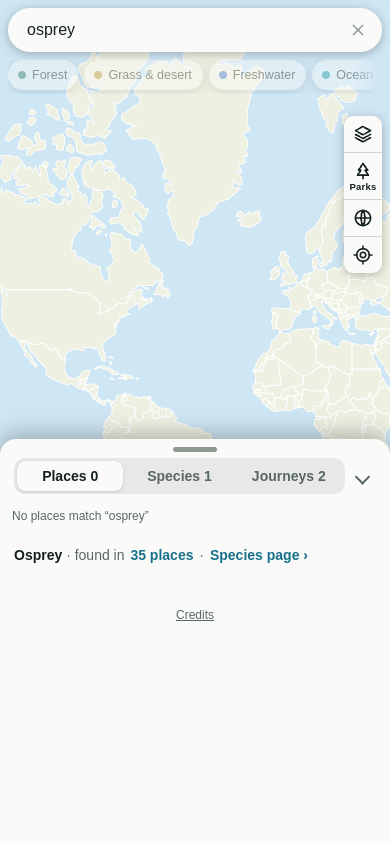 osprey
Forest
Grass & desert
Freshwater
Ocean
Parks
Places 0
Species 1
Journeys 2
No places match “osprey”
Osprey · found in 35 places · Species page ›
Credits